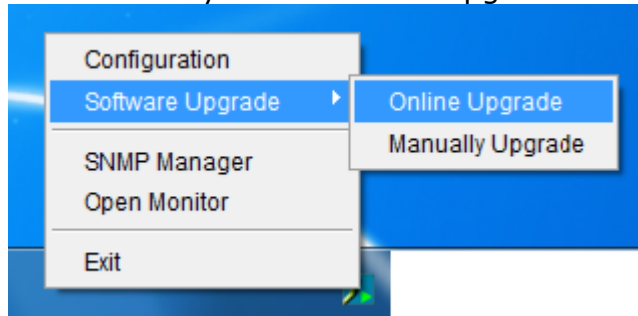 Configuration
Software Upgrade
Online Upgrade
Manually Upgrade
SNMP Manager
Open Monitor
Exit